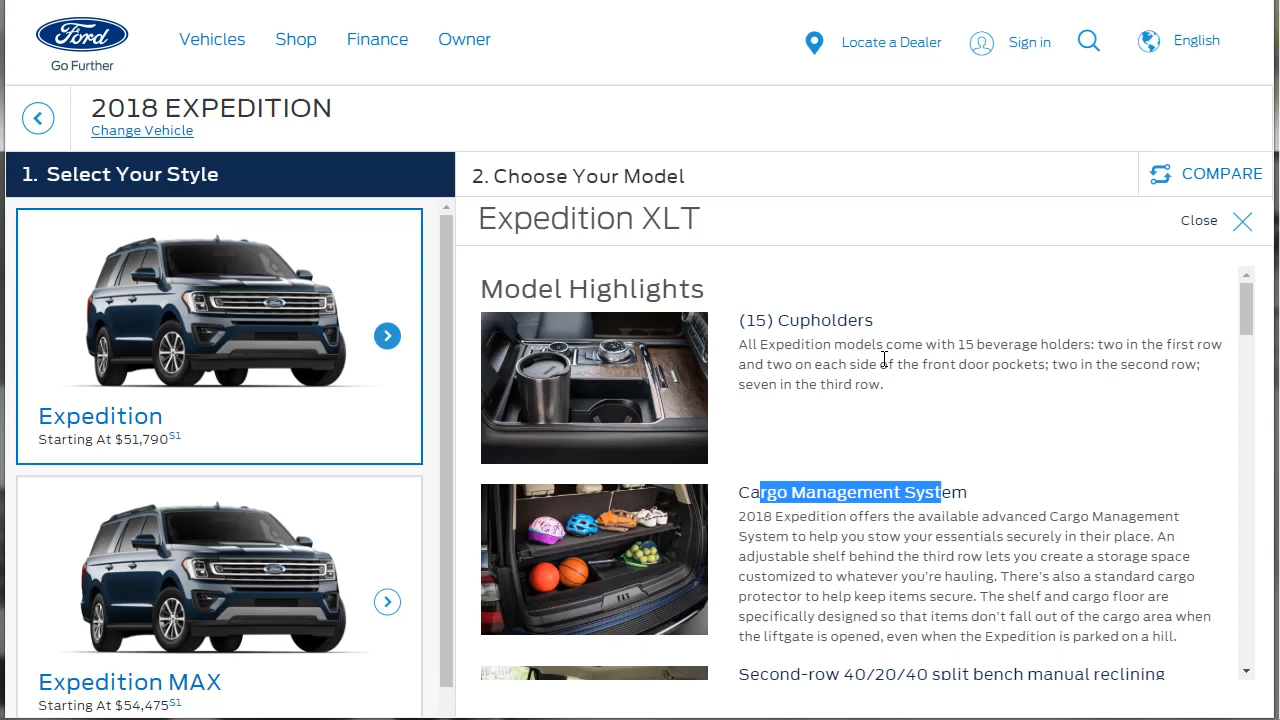 Ford
Go Further
Vehicles
Shop
Finance
Owner
Locate a Dealer
Sign in
English
2018 EXPEDITION
Change Vehicle
1. Select Your Style
2. Choose Your Model
COMPARE
Expedition
Starting At $51,790S1
Expedition MAX
Starting At $54,475S1
Expedition XLT
Close
Model Highlights
(15) Cupholders
All Expedition models come with 15 beverage holders: two in the first row
and two on each side of the front door pockets; two in the second row;
seven in the third row.
Cargo Management System
2018 Expedition offers the available advanced Cargo Management
System to help you stow your essentials securely in their place. An
adjustable shelf behind the third row lets you create a storage space
customized to whatever you’re hauling. There’s also a standard cargo
protector to help keep items secure. The shelf and cargo floor are
specifically designed so that items don’t fall out of the cargo area when
the liftgate is opened, even when the Expedition is parked on a hill.
Second-row 40/20/40 split bench manual reclining